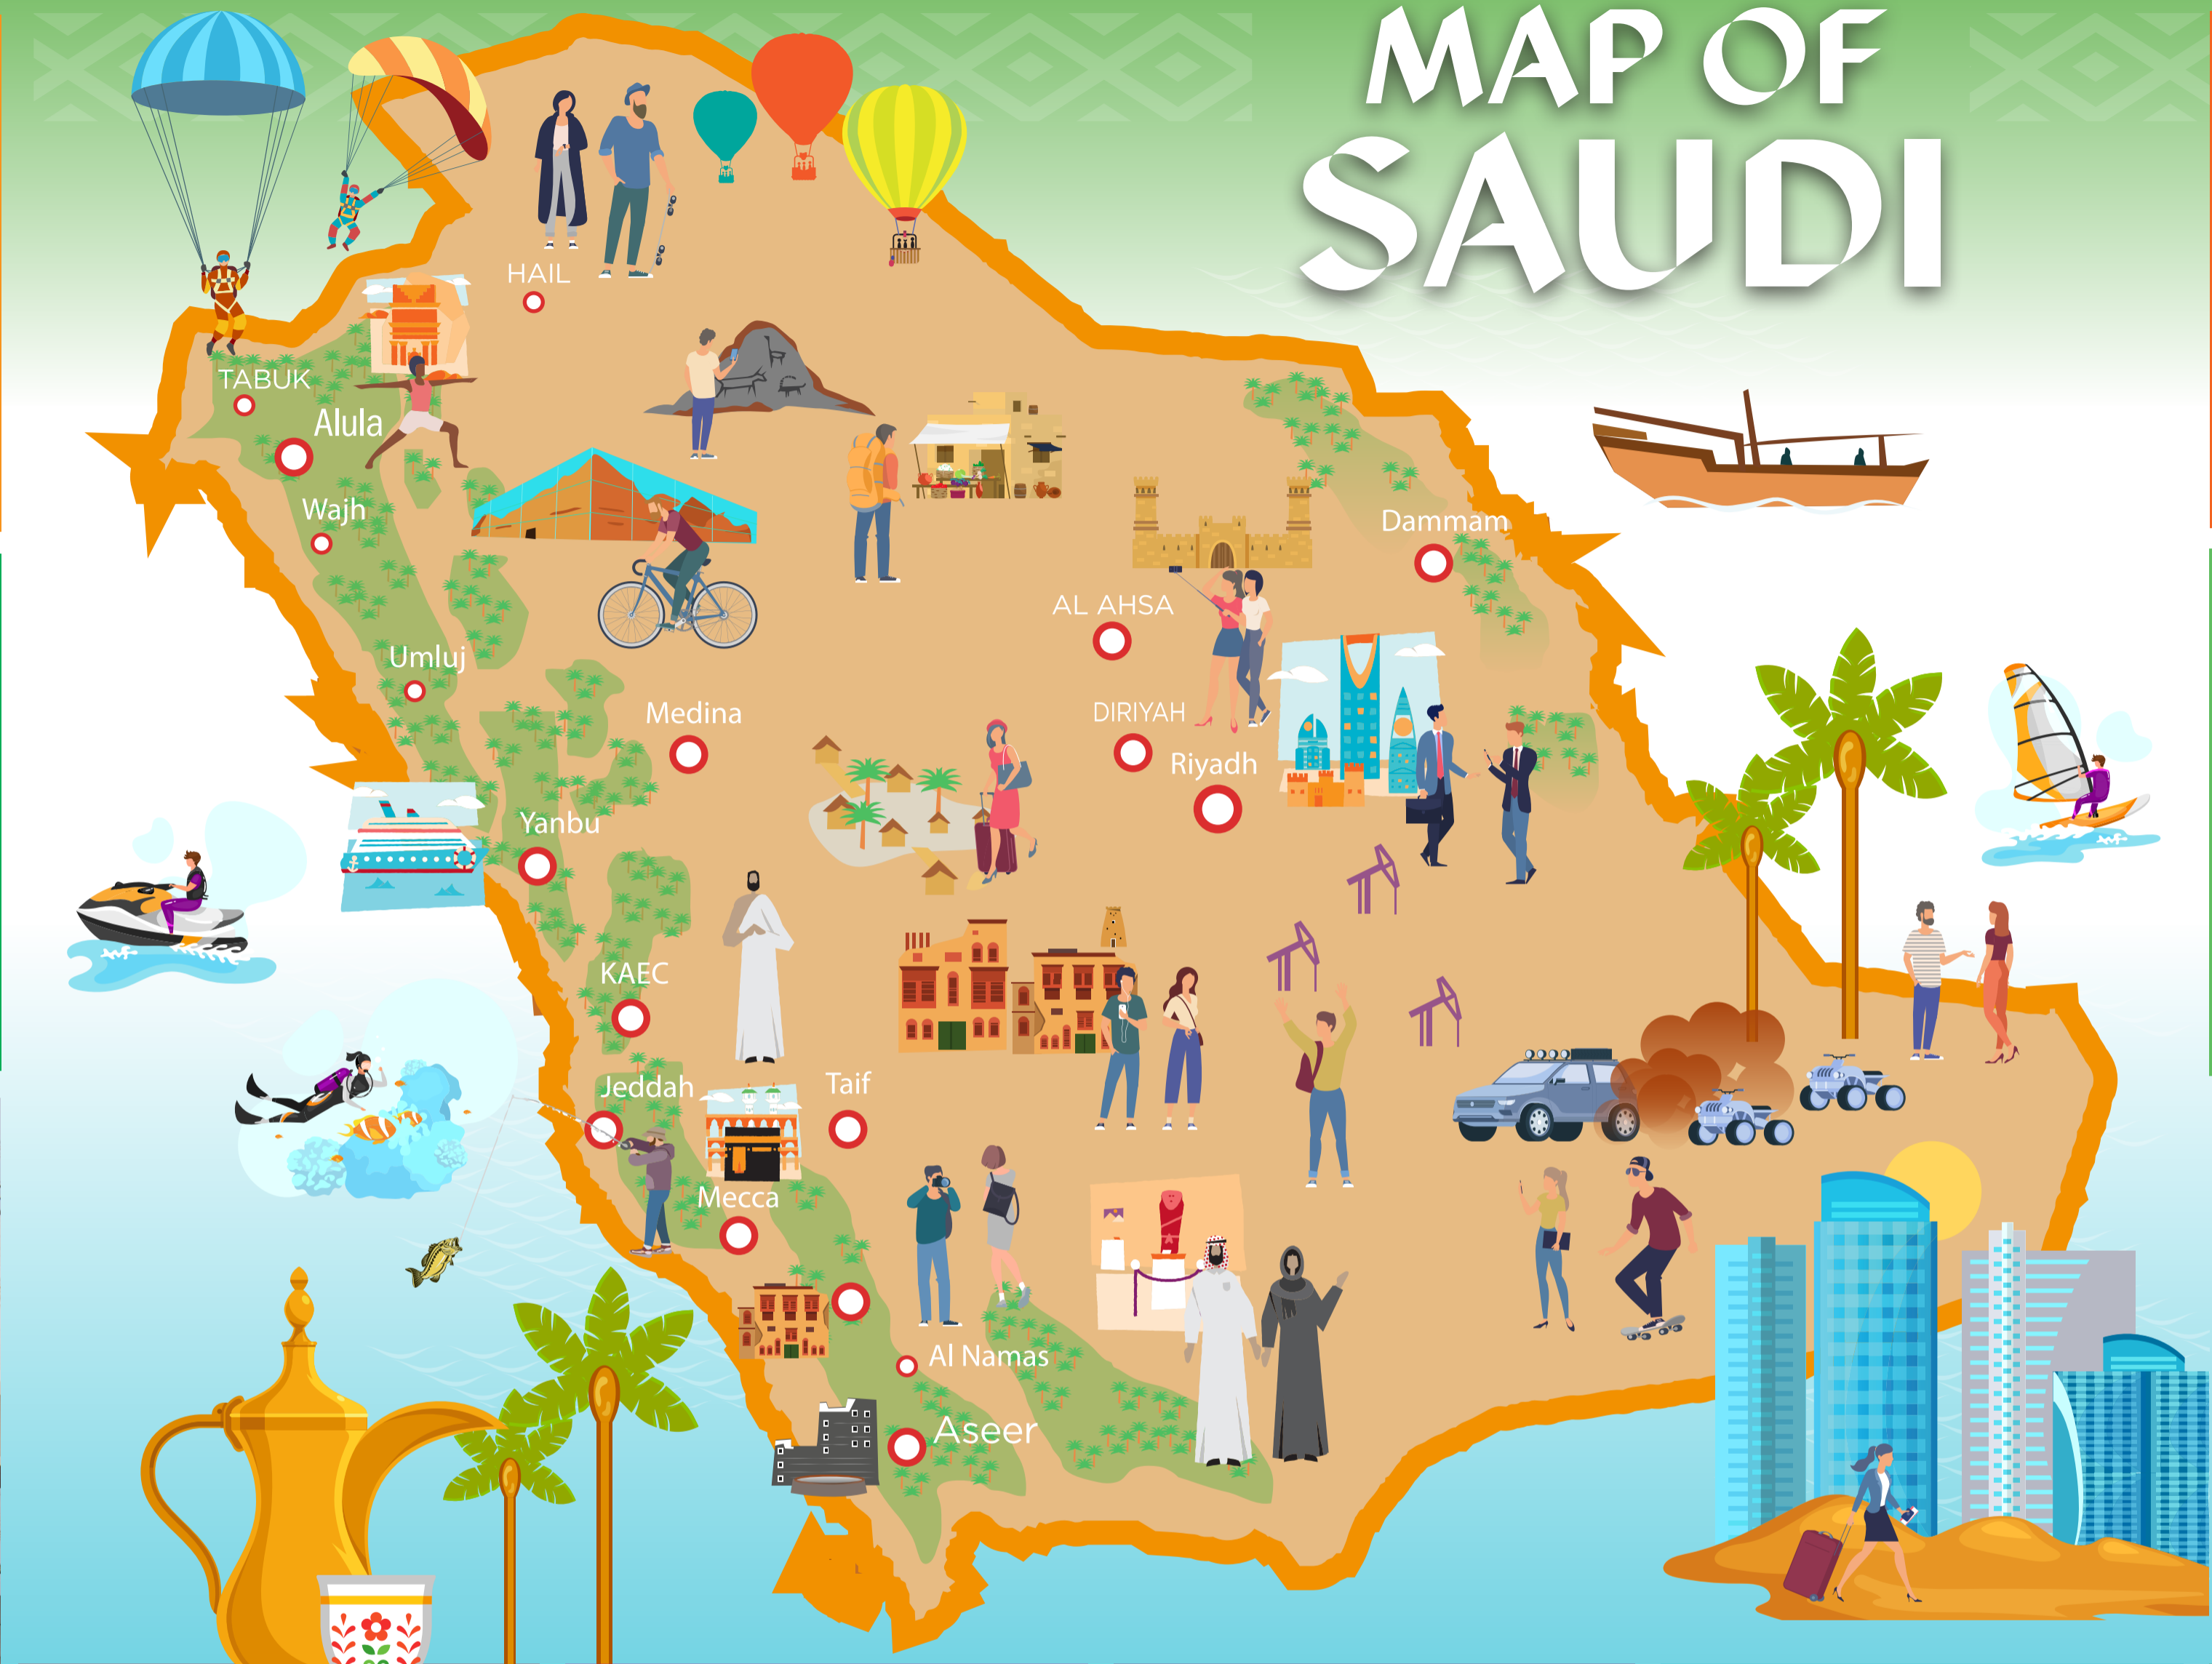 MAP OF
SAUDI
HAIL
TABUK
Alula
Wajh
Dammam
AL AHSA
Umluj
Medina
DIRIYAH
Riyadh
Yanbu
KAEC
Jeddah
Taif
Mecca
Al Namas
Aseer